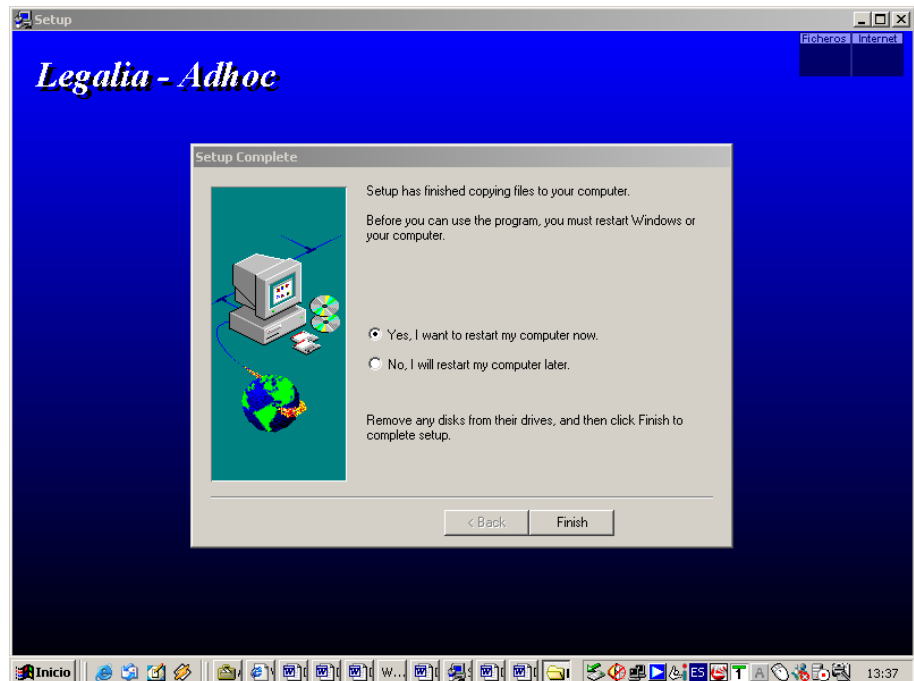 Setup
Ficheros Internet
Legalia - Adhoc
Setup Complete
Setup has finished copying files to your computer.
Before you can use the program, you must restart Windows or
your computer.
Yes, I want to restart my computer now.
No, I will restart my computer later.
Remove any disks from their drives, and then click Finish to
complete setup.
< Back Finish
Inicio W... ES 13:37